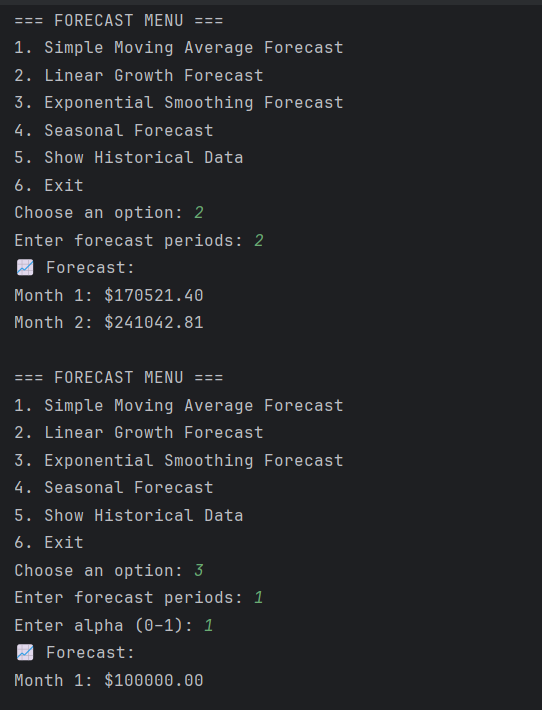 === FORECAST MENU ===
1. Simple Moving Average Forecast
2. Linear Growth Forecast
3. Exponential Smoothing Forecast
4. Seasonal Forecast
5. Show Historical Data
6. Exit
Choose an option: 2
Enter forecast periods: 2
📈 Forecast:
Month 1: $170521.40
Month 2: $241042.81
=== FORECAST MENU ===
1. Simple Moving Average Forecast
2. Linear Growth Forecast
3. Exponential Smoothing Forecast
4. Seasonal Forecast
5. Show Historical Data
6. Exit
Choose an option: 3
Enter forecast periods: 1
Enter alpha (0–1): 1
📈 Forecast:
Month 1: $100000.00